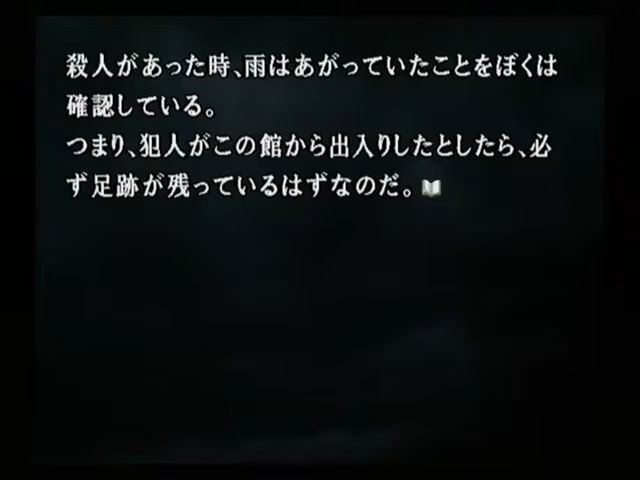 殺人があった時、雨はあがっていたことをぼくは
確認している。
つまり、犯人がこの館から出入りしたとしたら、必
ず足跡が残っているはずなのだ。